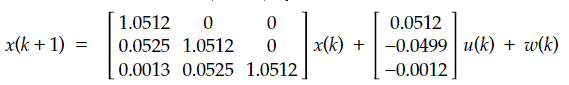 x(k + 1) = [ 1.0512 0 0 ; 0.0525 1.0512 0 ; 0.0013 0.0525 1.0512 ] x(k) + [ 0.0512 ; −0.0499 ; −0.0012 ] u(k) + w(k)